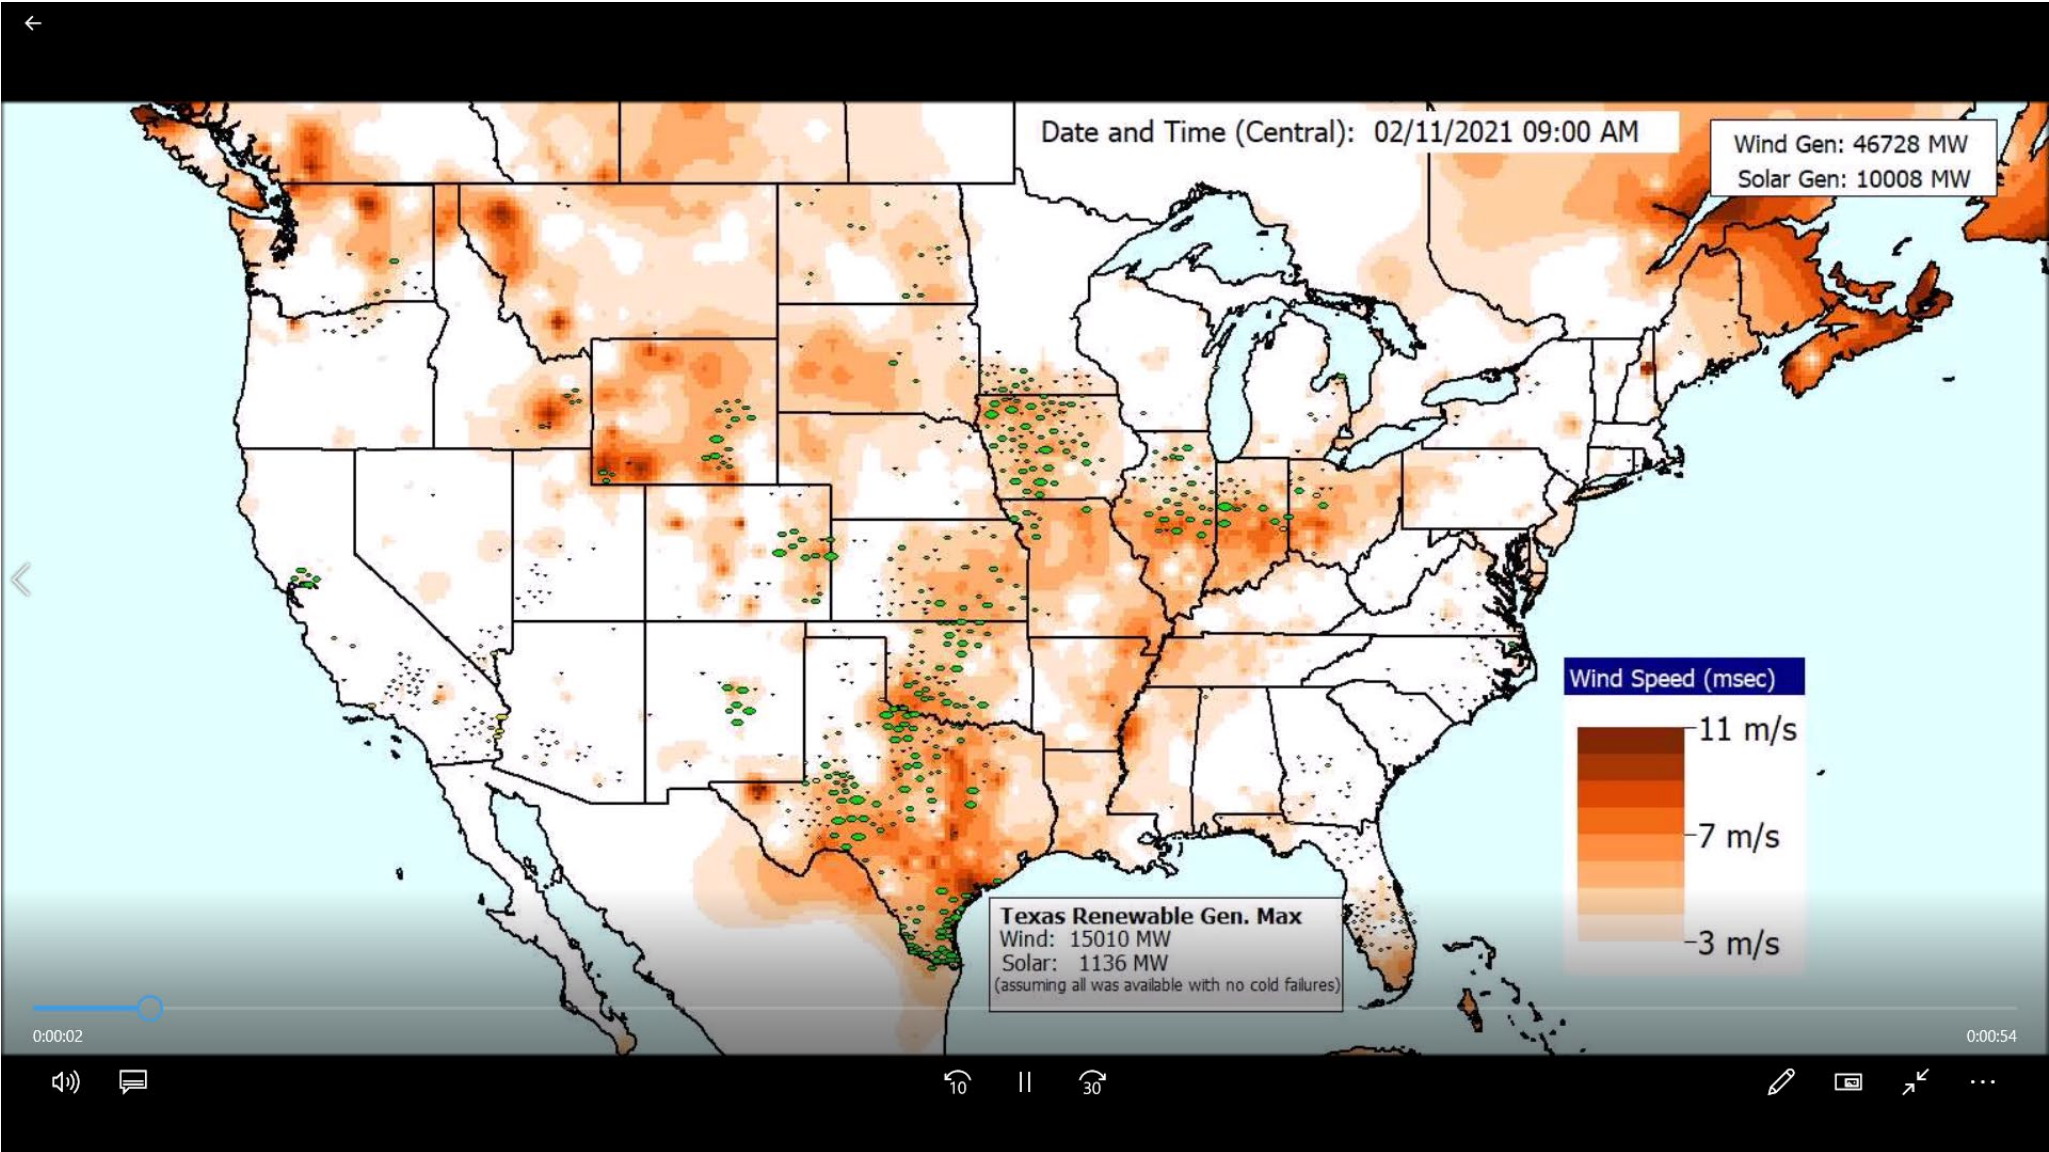 Date and Time (Central): 02/11/2021 09:00 AM
Wind Gen: 46728 MW
Solar Gen: 10008 MW
Wind Speed (msec)
11 m/s
7 m/s
3 m/s
Texas Renewable Gen. Max
Wind: 15010 MW
Solar: 1136 MW
(assuming all was available with no cold failures)
0:00:02
0:00:54
10
30